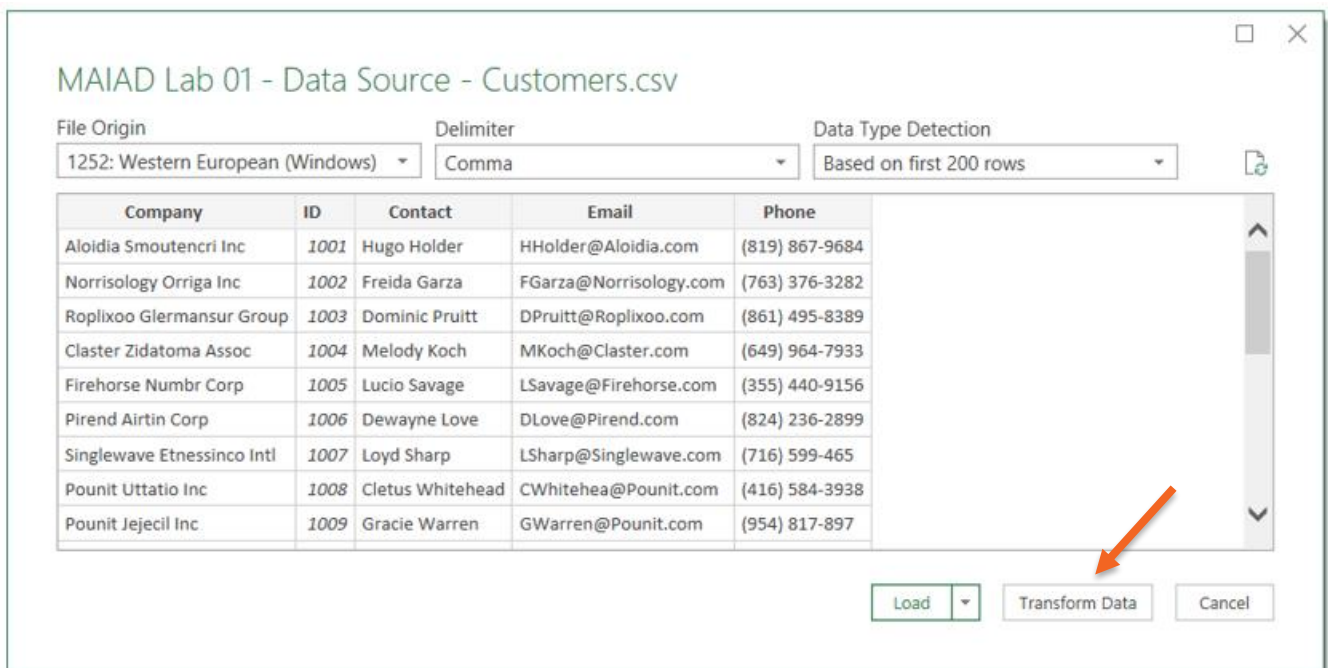 MAIAD Lab 01 - Data Source - Customers.csv
File Origin Delimiter Data Type Detection
1252: Western European (Windows) Comma Based on first 200 rows
Company ID Contact Email Phone
Aloidia Smoutencri Inc 1001 Hugo Holder HHolder@Aloidia.com (819) 867-9684
Norrisology Orriga Inc 1002 Freida Garza FGarza@Norrisology.com (763) 376-3282
Roplixoo Glermansur Group 1003 Dominic Pruitt DPruitt@Roplixoo.com (861) 495-8389
Claster Zidatoma Assoc 1004 Melody Koch MKoch@Claster.com (649) 964-7933
Firehorse Numbr Corp 1005 Lucio Savage LSavage@Firehorse.com (355) 440-9156
Pirend Airtin Corp 1006 Dewayne Love DLove@Pirend.com (824) 236-2899
Singlewave Etnessinco Intl 1007 Loyd Sharp LSharp@Singlewave.com (716) 599-465
Pounit Uttatio Inc 1008 Cletus Whitehead CWhitehea@Pounit.com (416) 584-3938
Pounit Jejecil Inc 1009 Gracie Warren GWarren@Pounit.com (954) 817-897
Load Transform Data Cancel